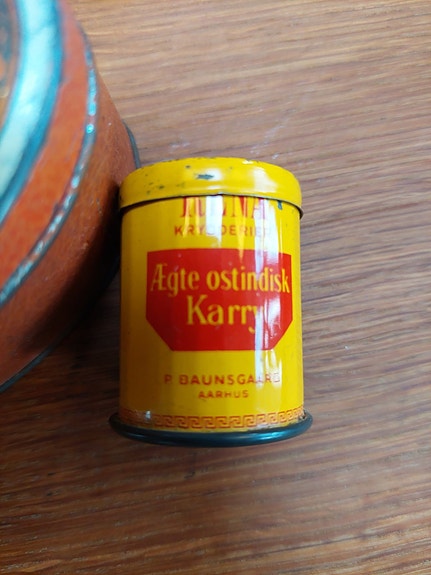 KRYDDERIER
Ægte ostindisk
Karry
P. BAUNSGAARD
AARHUS